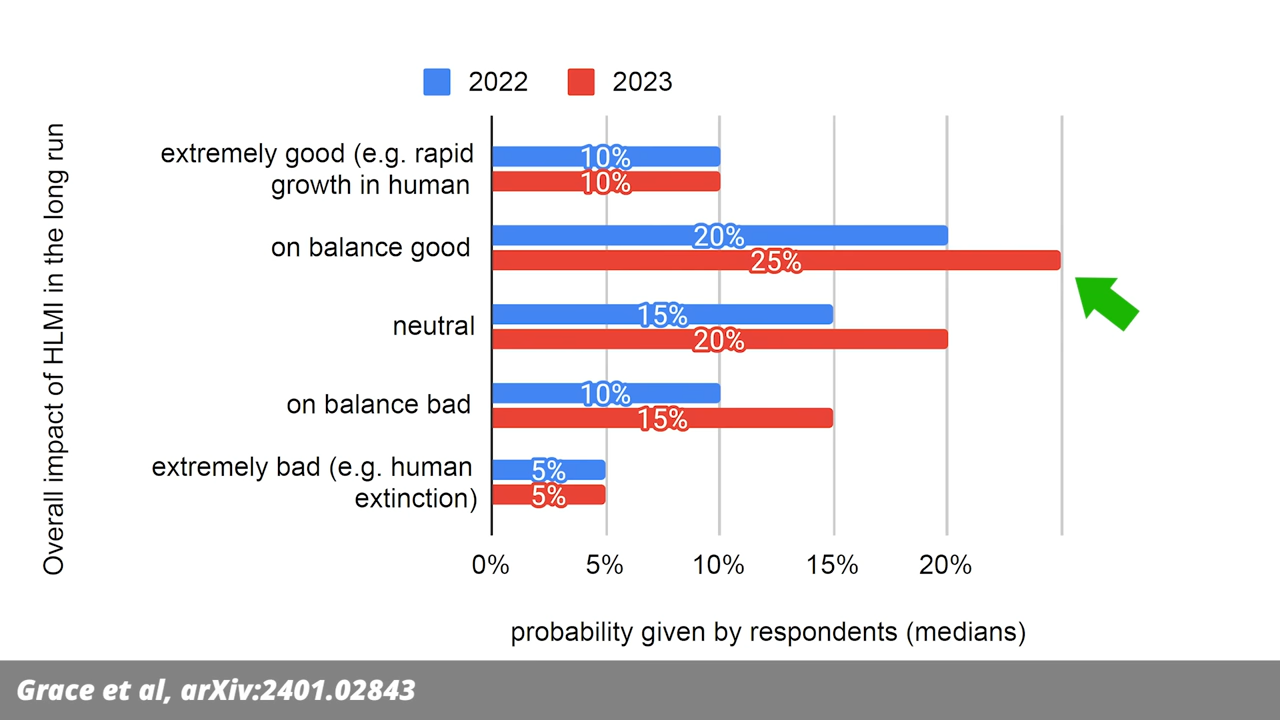 2022
2023
Overall impact of HLMI in the long run
extremely good (e.g. rapid
growth in human
10%
10%
on balance good
20%
25%
neutral
15%
20%
on balance bad
10%
15%
extremely bad (e.g. human
extinction)
5%
5%
0%
5%
10%
15%
20%
probability given by respondents (medians)
Grace et al, arXiv:2401.02843